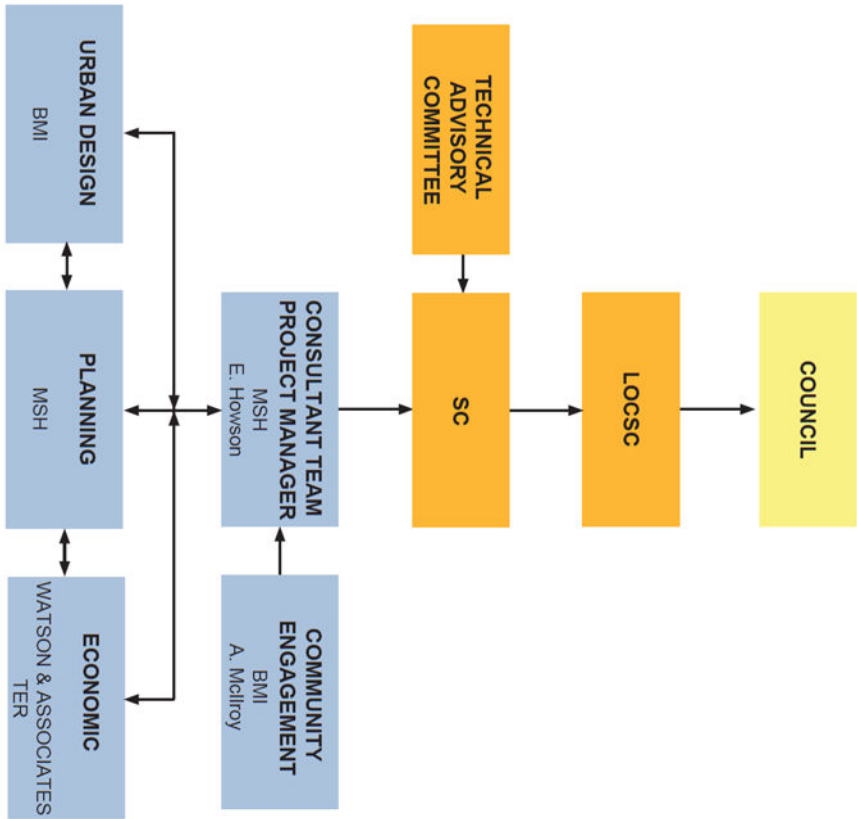 COUNCIL
LOCSC
TECHNICAL
ADVISORY
COMMITTEE
SC
CONSULTANT TEAM
PROJECT MANAGER
MSH
E. Howson
COMMUNITY
ENGAGEMENT
BMI
A. McIlroy
URBAN DESIGN
BMI
PLANNING
MSH
ECONOMIC
WATSON & ASSOCIATES
TER